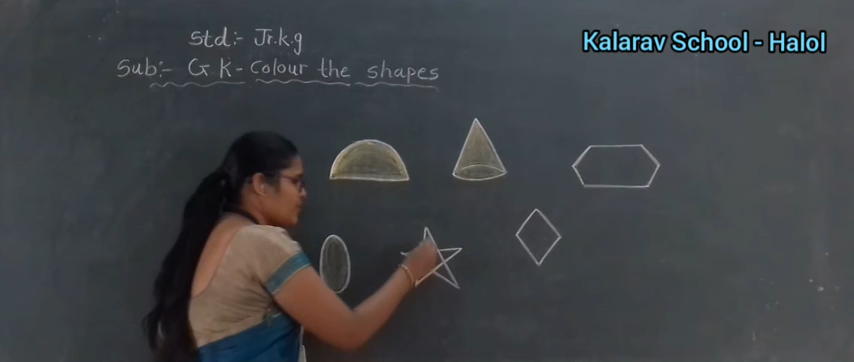 Std:- Jr.k.g
Kalarav School - Halol
Sub:- G K - Colour the shapes